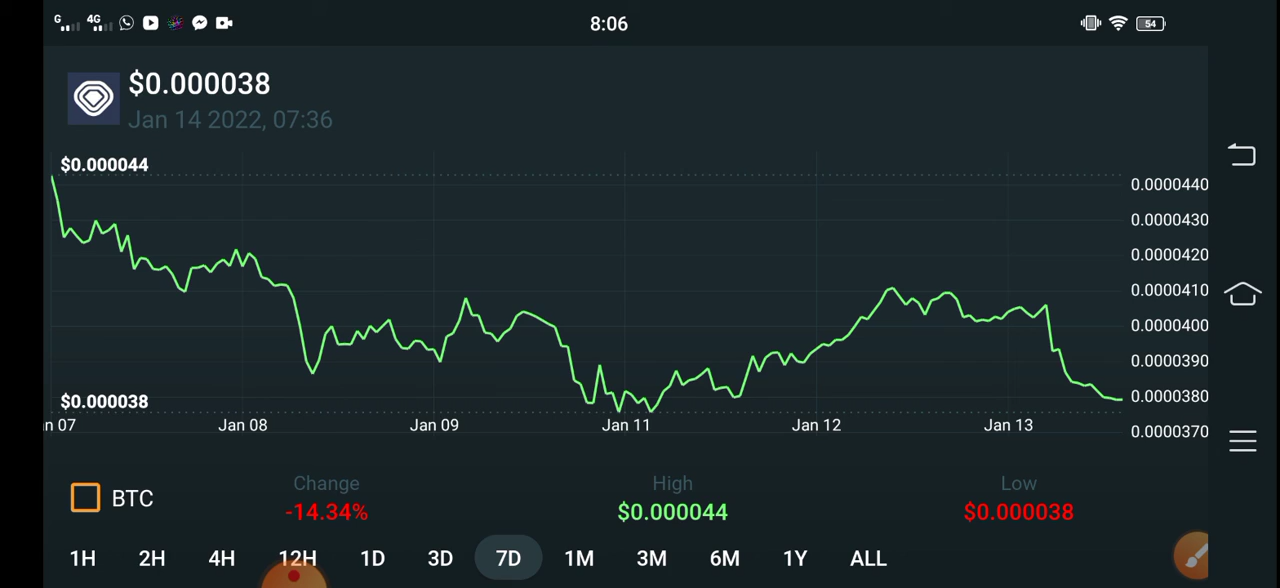 G 4G 8:06 54
$0.000038
Jan 14 2022, 07:36
$0.000044
0.0000440
0.0000430
0.0000420
0.0000410
0.0000400
0.0000390
$0.000038 0.0000380
n 07 Jan 08 Jan 09 Jan 11 Jan 12 Jan 13 0.0000370
BTC Change High Low
-14.34% $0.000044 $0.000038
1H 2H 4H 12H 1D 3D 7D 1M 3M 6M 1Y ALL